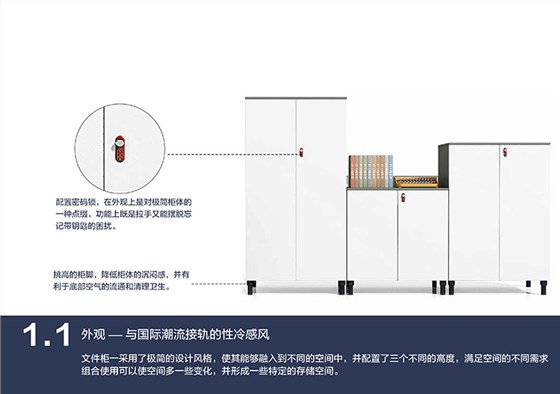 配置密码锁，在外观上是对极简柜体的
一种点缀，功能上既是拉手又能摆脱忘
记带钥匙的困扰。
挑高的柜脚，降低柜体的沉闷感，并有
利于底部空气的流通和清理卫生。
1.1 外观 — 与国际潮流接轨的性冷感风
文件柜一采用了极简的设计风格，使其能够融入到不同的空间中，并配置了三个不同的高度，满足空间的不同需求
组合使用可以使空间多一些变化，并形成一些特定的存储空间。